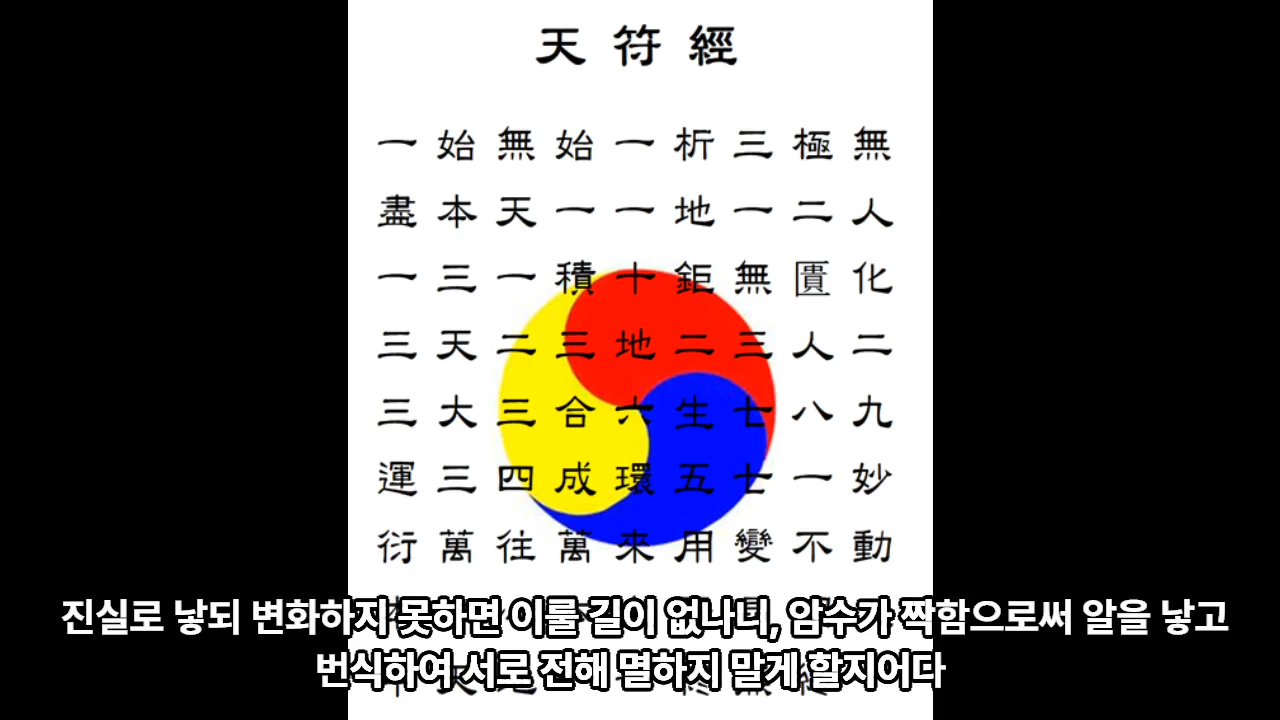 天符經
一始無始一析三極無
盡本天一一地一二人
一三一積十鉅無匱化
三天二三地二三人二
三大三合六生七八九
運三四成環五七一妙
衍萬往萬來用變不動
진실로 낳되 변화하지 못하면 이룰 길이 없나니, 암수가 짝함으로써 알을 낳고
번식하여 서로 전해 멸하지 말게 할지어다